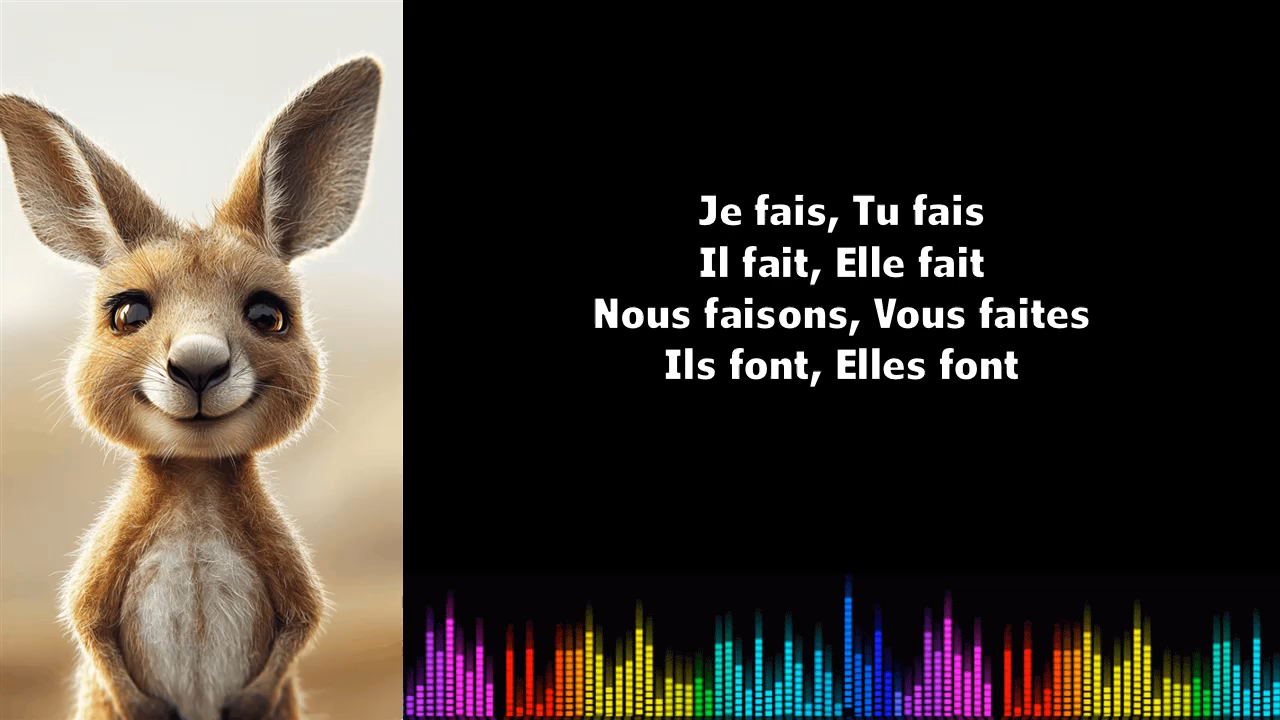 Je fais, Tu fais
Il fait, Elle fait
Nous faisons, Vous faites
Ils font, Elles font